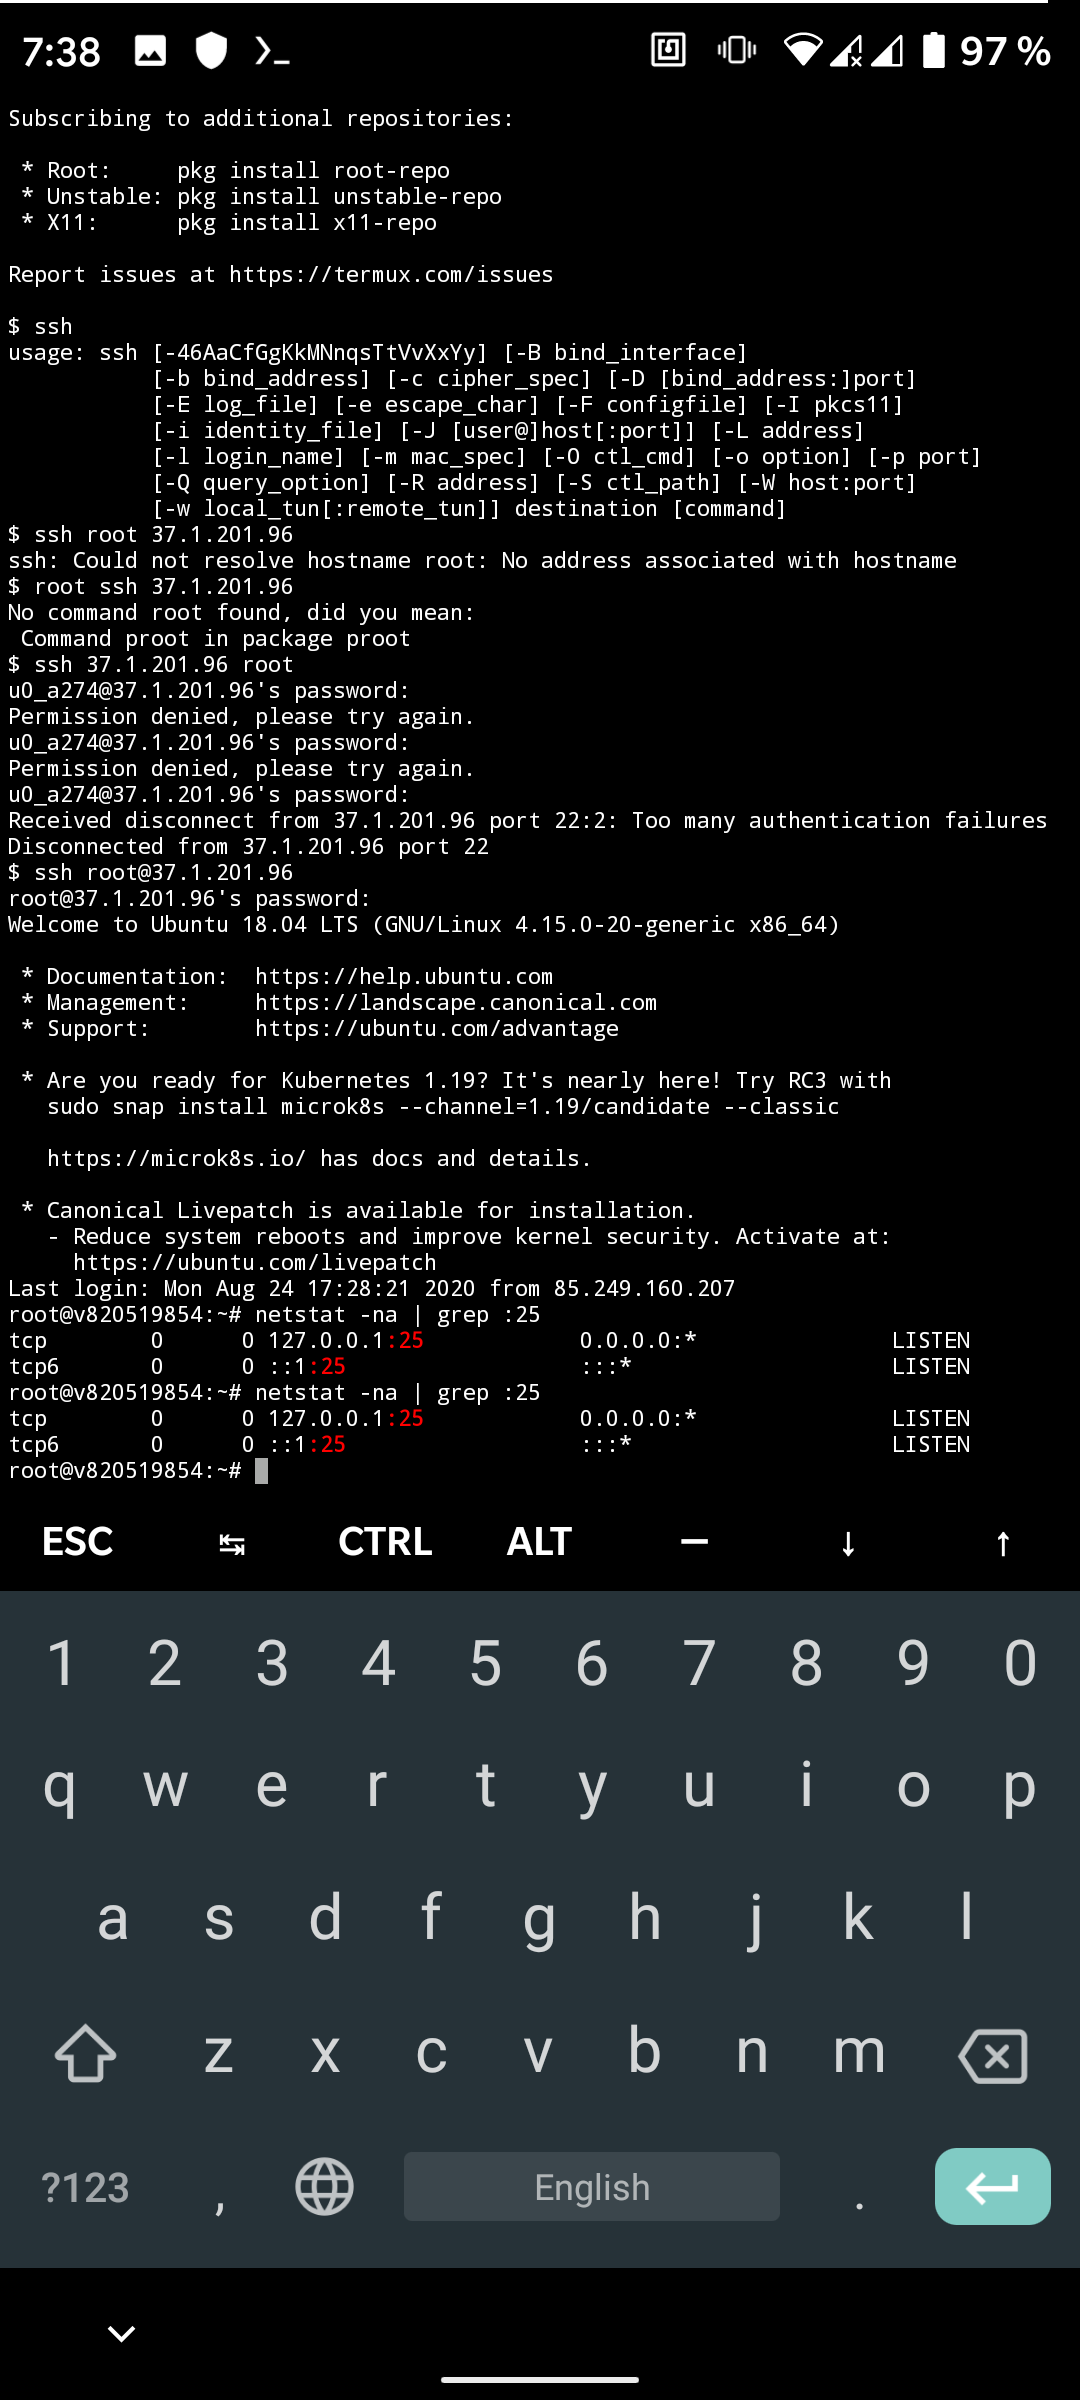 7:38 97 %
Subscribing to additional repositories:
* Root: pkg install root-repo
* Unstable: pkg install unstable-repo
* X11: pkg install x11-repo
Report issues at https://termux.com/issues
$ ssh
usage: ssh [-46AaCfGgKkMNnqsTtVvXxYy] [-B bind_interface]
[-b bind_address] [-c cipher_spec] [-D [bind_address:]port]
[-E log_file] [-e escape_char] [-F configfile] [-I pkcs11]
[-i identity_file] [-J [user@]host[:port]] [-L address]
[-l login_name] [-m mac_spec] [-O ctl_cmd] [-o option] [-p port]
[-Q query_option] [-R address] [-S ctl_path] [-W host:port]
[-w local_tun[:remote_tun]] destination [command]
$ ssh root 37.1.201.96
ssh: Could not resolve hostname root: No address associated with hostname
$ root ssh 37.1.201.96
No command root found, did you mean:
Command proot in package proot
$ ssh 37.1.201.96 root
u0_a274@37.1.201.96's password:
Permission denied, please try again.
u0_a274@37.1.201.96's password:
Permission denied, please try again.
u0_a274@37.1.201.96's password:
Received disconnect from 37.1.201.96 port 22:2: Too many authentication failures
Disconnected from 37.1.201.96 port 22
$ ssh root@37.1.201.96
root@37.1.201.96's password:
Welcome to Ubuntu 18.04 LTS (GNU/Linux 4.15.0-20-generic x86_64)
* Documentation: https://help.ubuntu.com
* Management: https://landscape.canonical.com
* Support: https://ubuntu.com/advantage
* Are you ready for Kubernetes 1.19? It's nearly here! Try RC3 with
sudo snap install microk8s --channel=1.19/candidate --classic
https://microk8s.io/ has docs and details.
* Canonical Livepatch is available for installation.
- Reduce system reboots and improve kernel security. Activate at:
https://ubuntu.com/livepatch
Last login: Mon Aug 24 17:28:21 2020 from 85.249.160.207
root@v820519854:~# netstat -na | grep :25
tcp 0 0 127.0.0.1:25 0.0.0.0:* LISTEN
tcp6 0 0 ::1:25 :::* LISTEN
root@v820519854:~# netstat -na | grep :25
tcp 0 0 127.0.0.1:25 0.0.0.0:* LISTEN
tcp6 0 0 ::1:25 :::* LISTEN
root@v820519854:~#
ESC ↹ CTRL ALT — ↓ ↑
1 2 3 4 5 6 7 8 9 0
q w e r t y u i o p
a s d f g h j k l
z x c v b n m
?123 , English .